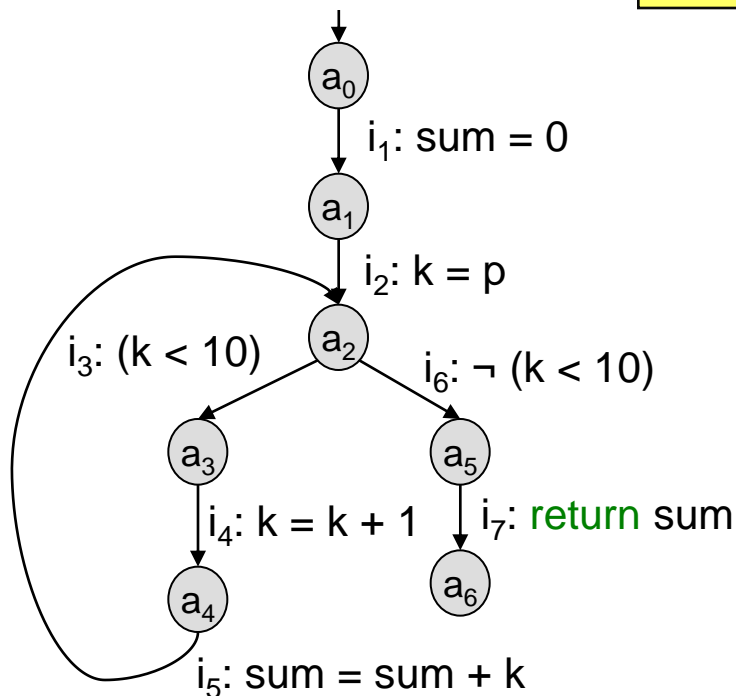 a₀
i₁: sum = 0
a₁
i₂: k = p
a₂
i₃: (k < 10)
i₆: ¬ (k < 10)
a₃
a₅
i₄: k = k + 1
i₇: return sum
a₄
a₆
i₅: sum = sum + k